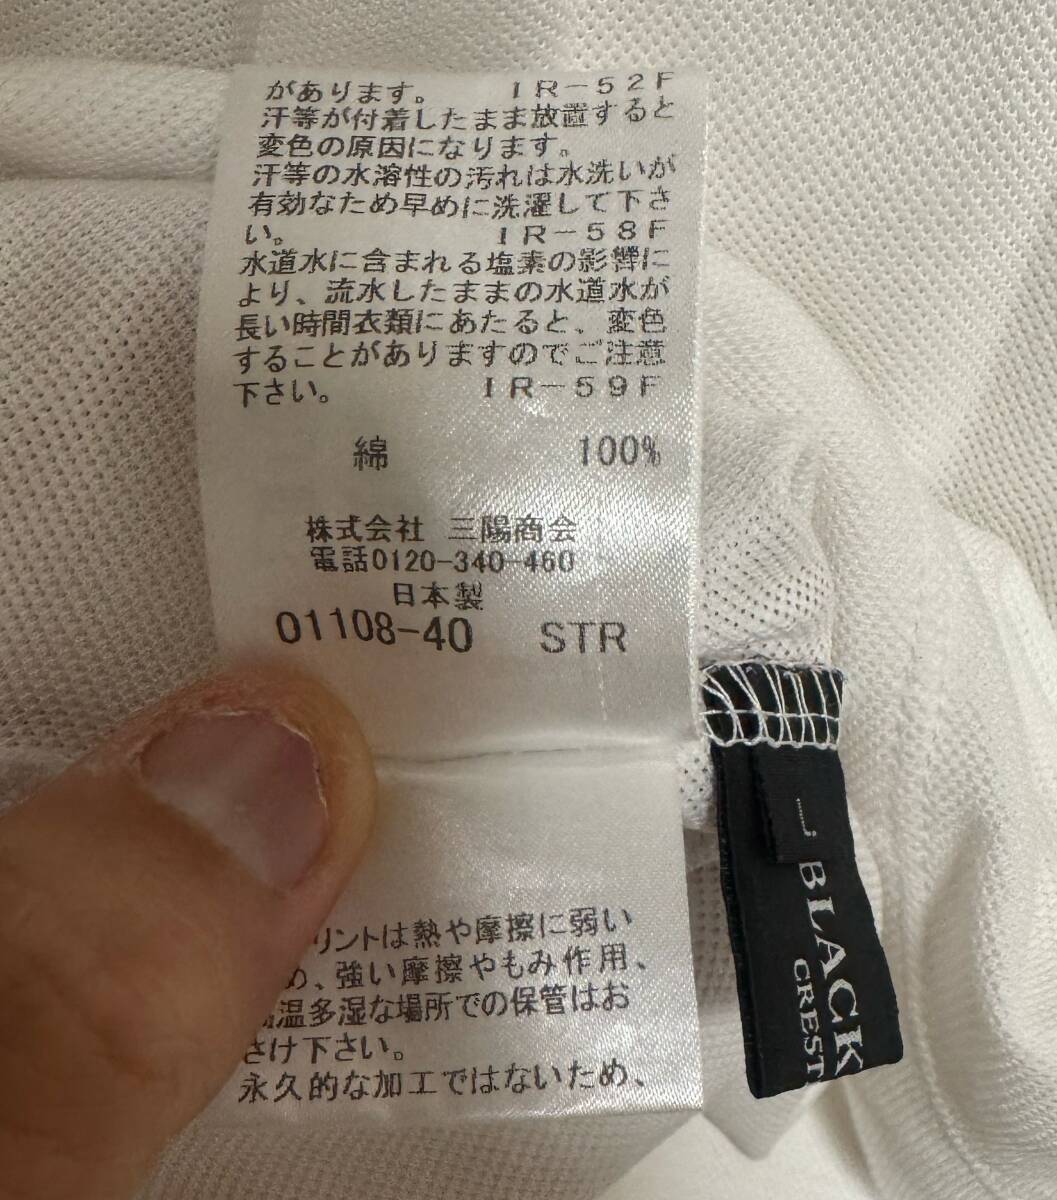 があります。 IR-52F
汗等が付着したまま放置すると
変色の原因になります。
汗等の水溶性の汚れは水洗いが
有効なため早めに洗濯して下さ
い。 IR-58F
水道水に含まれる塩素の影響に
より、流水したままの水道水が
長い時間衣類にあたると、変色
することがありますのでご注意
下さい。 IR-59F
綿 100%
株式会社 三陽商会
電話0120-340-460
日本製
01108-40 STR
リントは熱や摩擦に弱い
め、強い摩擦やもみ作用、
温多湿な場所での保管はお
さけ下さい。
永久的な加工ではないため、
L
BLACK
CREST